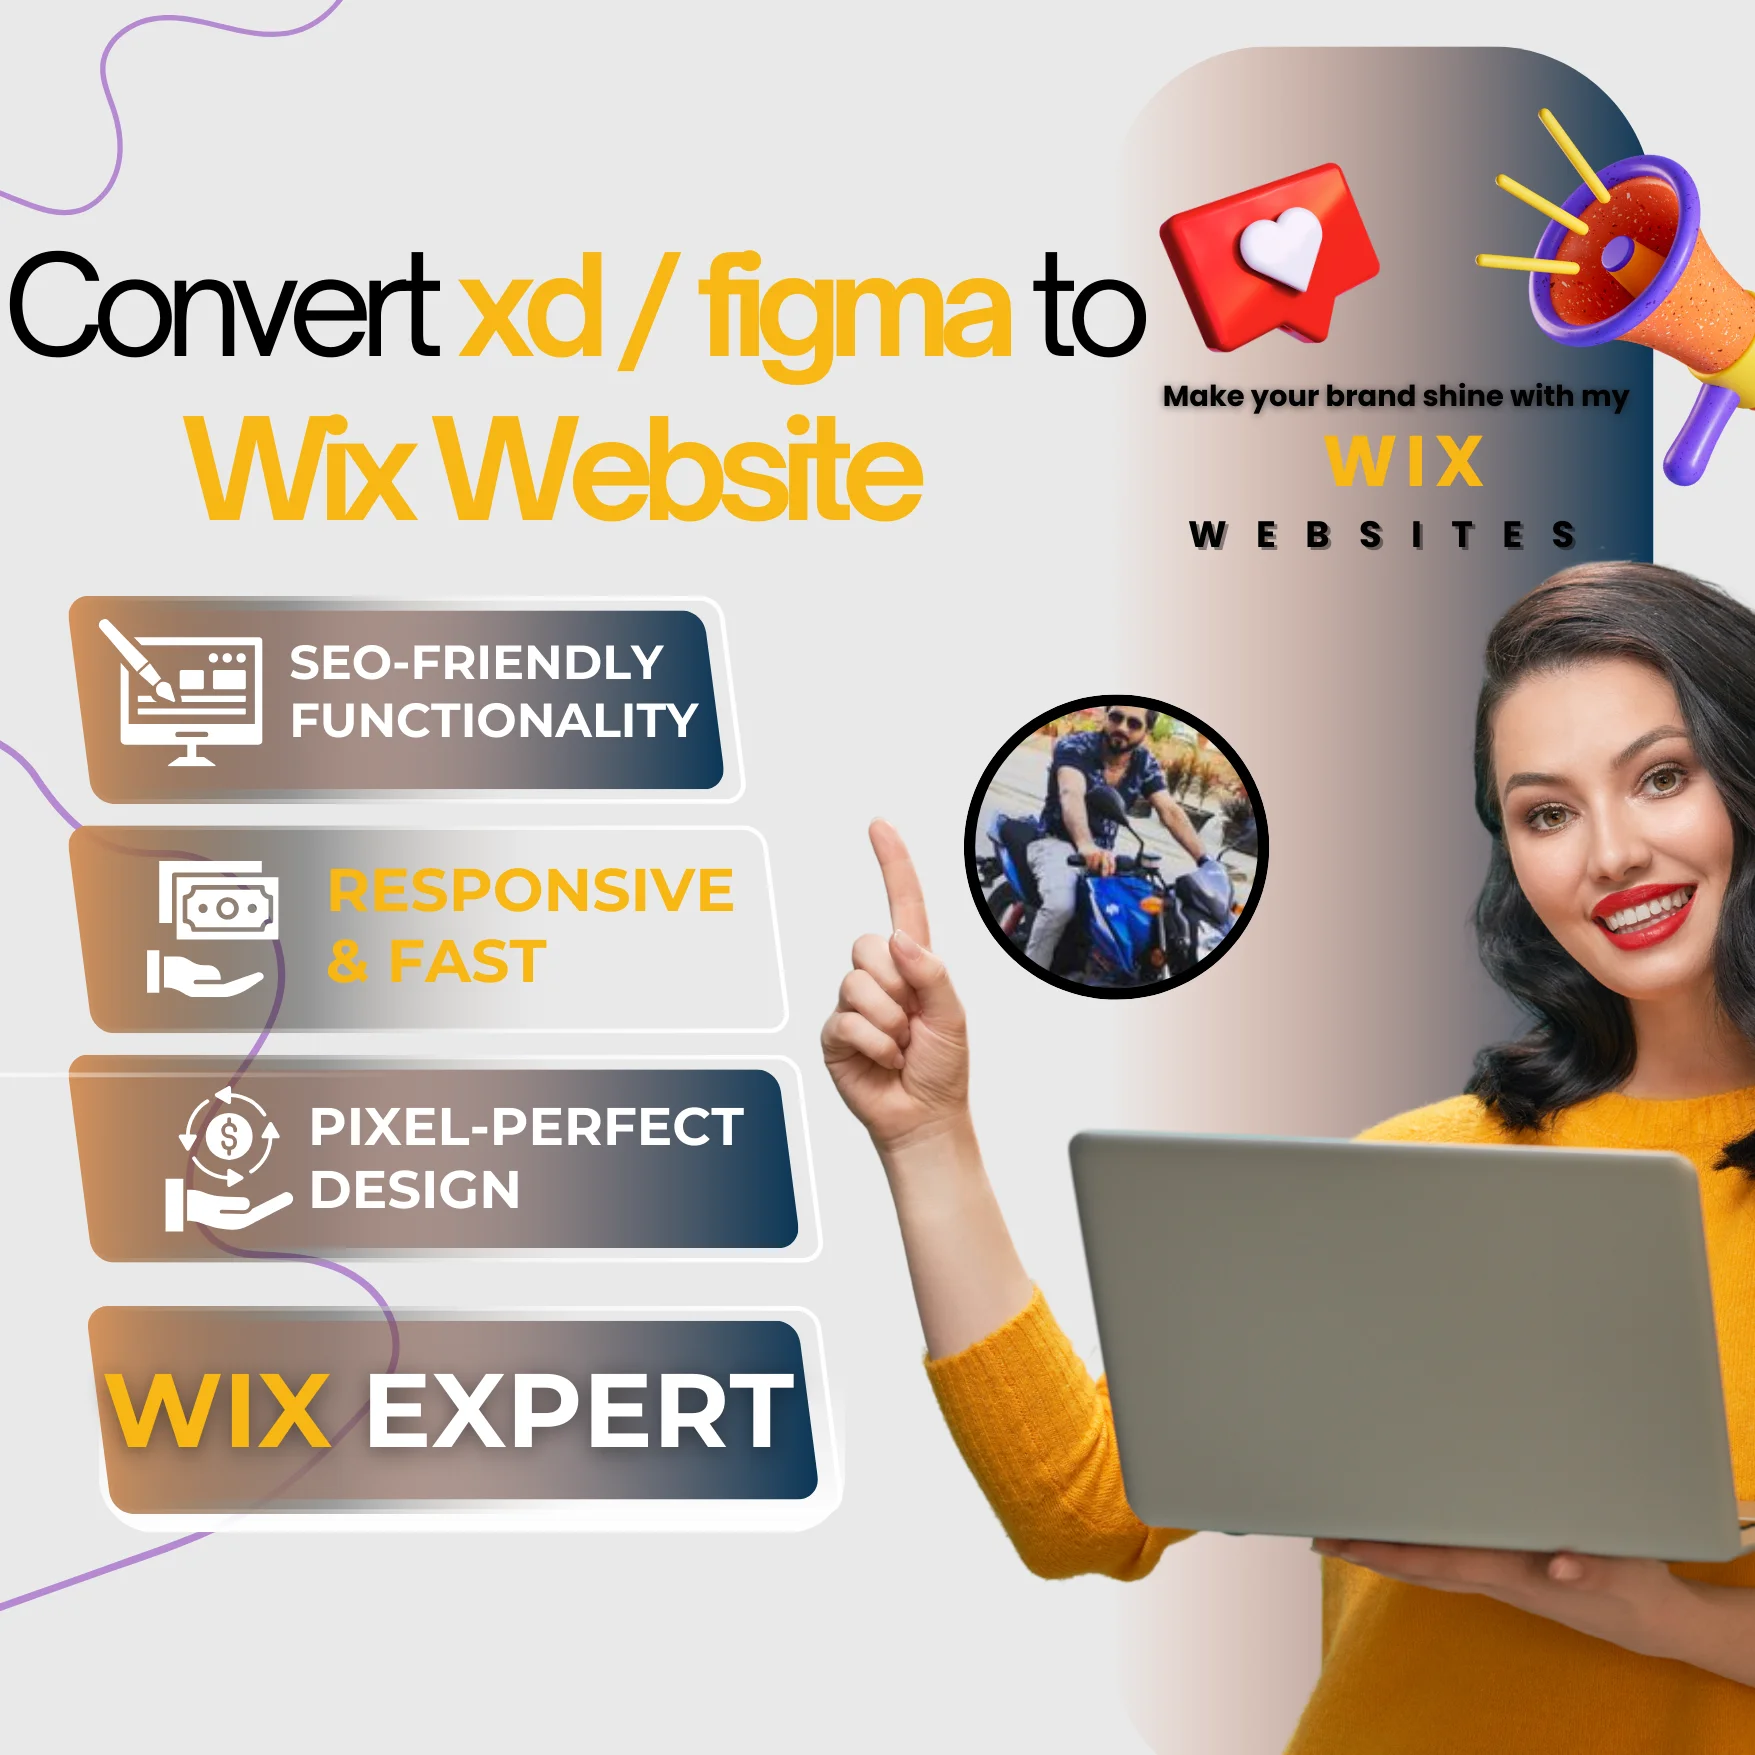 Convert xd / figma to
Wix Website
Make your brand shine with my
WIX
WEBSITES
SEO-FRIENDLY
FUNCTIONALITY
RESPONSIVE
& FAST
$
PIXEL-PERFECT
DESIGN
WIX EXPERT